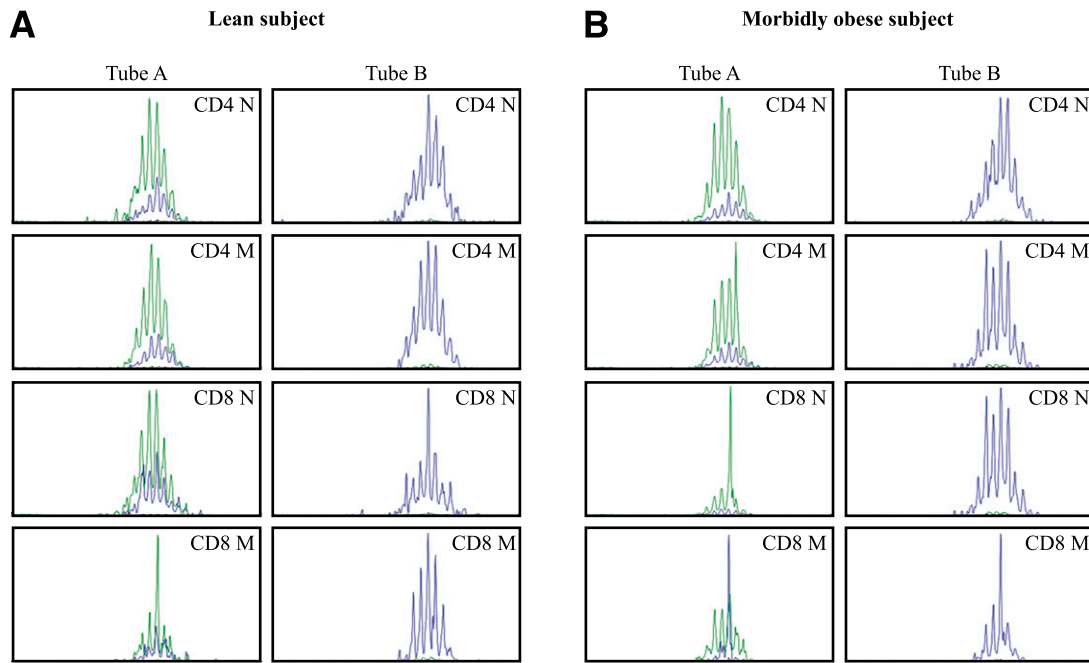 A Lean subject B Morbidly obese subject
Tube A Tube B Tube A Tube B
CD4 N CD4 N CD4 N CD4 N
CD4 M CD4 M CD4 M CD4 M
CD8 N CD8 N CD8 N CD8 N
CD8 M CD8 M CD8 M CD8 M